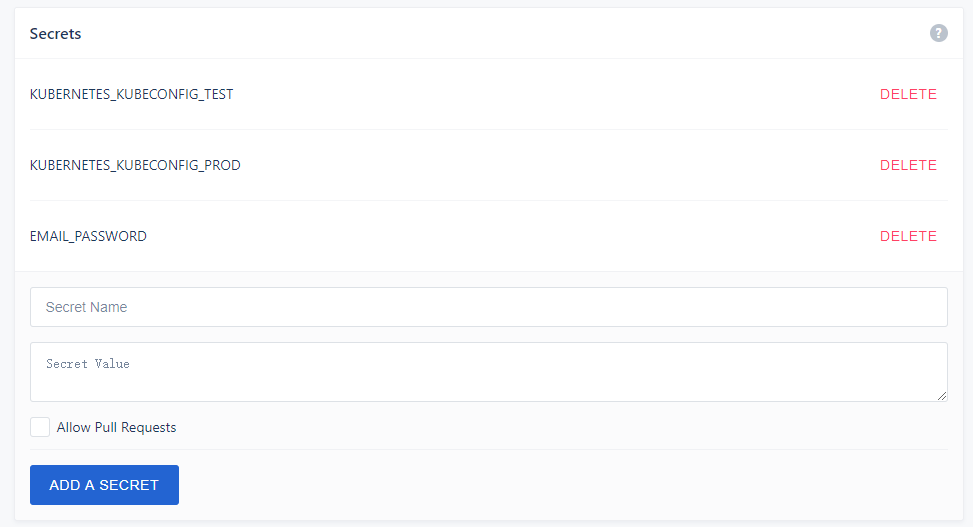 Secrets
?
KUBERNETES_KUBECONFIG_TEST DELETE
KUBERNETES_KUBECONFIG_PROD DELETE
EMAIL_PASSWORD DELETE
Secret Name
Secret Value
Allow Pull Requests
ADD A SECRET